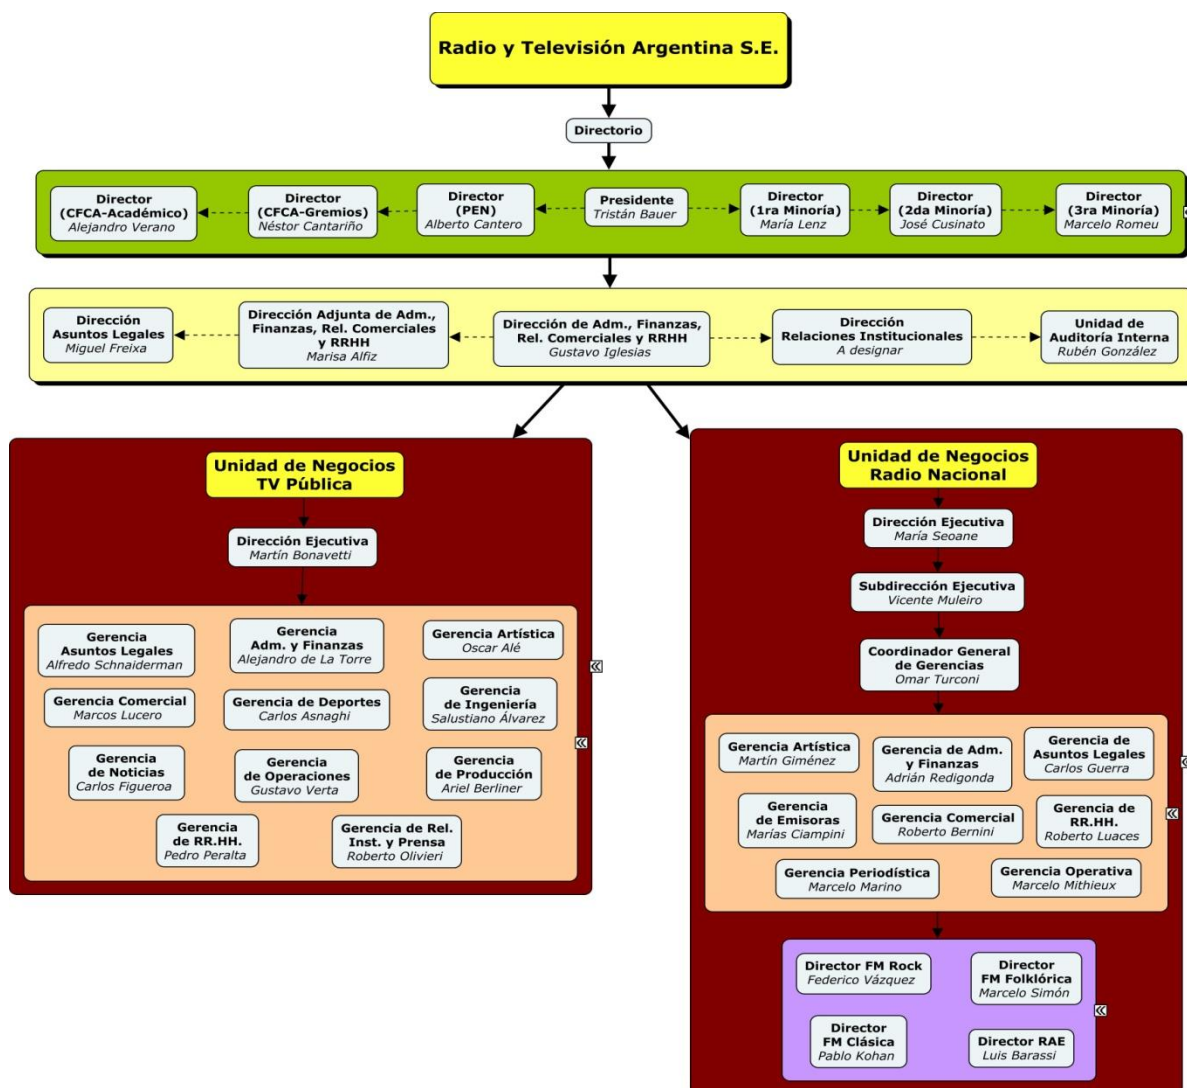 Radio y Televisión Argentina S.E.
Directorio
Director
(CFCA-Académico)
Alejandro Verano
Director
(CFCA-Gremios)
Néstor Cantariño
Director
(PEN)
Alberto Cantero
Presidente
Tristán Bauer
Director
(1ra Minoría)
María Lenz
Director
(2da Minoría)
José Cusinato
Director
(3ra Minoría)
Marcelo Romeu
Dirección
Asuntos Legales
Miguel Freixa
Dirección Adjunta de Adm.,
Finanzas, Rel. Comerciales
y RRHH
Marisa Alfiz
Dirección de Adm., Finanzas,
Rel. Comerciales y RRHH
Gustavo Iglesias
Dirección
Relaciones Institucionales
A designar
Unidad de
Auditoría Interna
Rubén González
Unidad de Negocios
TV Pública
Dirección Ejecutiva
Martín Bonavetti
Gerencia
Asuntos Legales
Alfredo Schnaiderman
Gerencia
Adm. y Finanzas
Alejandro de La Torre
Gerencia Artística
Oscar Alé
Gerencia Comercial
Marcos Lucero
Gerencia de Deportes
Carlos Asnaghi
Gerencia
de Ingeniería
Salustiano Álvarez
Gerencia
de Noticias
Carlos Figueroa
Gerencia
de Operaciones
Gustavo Verta
Gerencia
de Producción
Ariel Berliner
Gerencia
de RR.HH.
Pedro Peralta
Gerencia de Rel.
Inst. y Prensa
Roberto Olivieri
Unidad de Negocios
Radio Nacional
Dirección Ejecutiva
María Seoane
Subdirección Ejecutiva
Vicente Muleiro
Coordinador General
de Gerencias
Omar Turconi
Gerencia Artística
Martín Giménez
Gerencia de Adm.
y Finanzas
Adrián Redigonda
Gerencia de
Asuntos Legales
Carlos Guerra
Gerencia
de Emisoras
Marías Ciampini
Gerencia Comercial
Roberto Bernini
Gerencia de
RR.HH.
Roberto Luaces
Gerencia Periodística
Marcelo Marino
Gerencia Operativa
Marcelo Mithieux
Director FM Rock
Federico Vázquez
Director
FM Folklórica
Marcelo Simón
Director
FM Clásica
Pablo Kohan
Director RAE
Luis Barassi